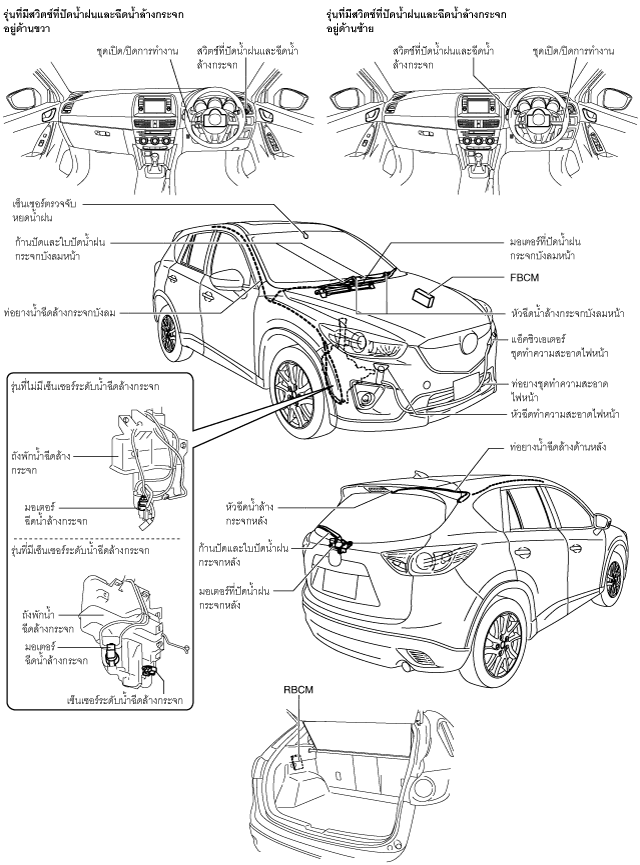 รุ่นที่มีสวิตช์ที่ปัดน้ำฝนและฉีดน้ำล้างกระจก
อยู่ด้านขวา
ชุดเปิด/ปิดการทำงาน
สวิตช์ที่ปัดน้ำฝนและฉีดน้ำ
ล้างกระจก
รุ่นที่มีสวิตช์ที่ปัดน้ำฝนและฉีดน้ำล้างกระจก
อยู่ด้านซ้าย
สวิตช์ที่ปัดน้ำฝนและฉีดน้ำ
ล้างกระจก
ชุดเปิด/ปิดการทำงาน
เซ็นเซอร์ตรวจจับ
หยดน้ำฝน
ก้านปัดและใบปัดน้ำฝน
กระจกบังลมหน้า
ท่อยางน้ำฉีดล้างกระจกบังลม
มอเตอร์ที่ปัดน้ำฝน
กระจกบังลมหน้า
FBCM
หัวฉีดน้ำล้างกระจกบังลมหน้า
แอ็คชิวเอเตอร์
ชุดทำความสะอาดไฟหน้า
ท่อยางชุดทำความสะอาด
ไฟหน้า
หัวฉีดทำความสะอาดไฟหน้า
รุ่นที่ไม่มีเซ็นเซอร์ระดับน้ำฉีดล้างกระจก
ถังพักน้ำฉีดล้าง
กระจก
มอเตอร์
ฉีดน้ำล้างกระจก
รุ่นที่มีเซ็นเซอร์ระดับน้ำฉีดล้างกระจก
ถังพักน้ำ
ฉีดล้างกระจก
มอเตอร์
ฉีดน้ำล้างกระจก
เซ็นเซอร์ระดับน้ำฉีดล้างกระจก
ท่อยางน้ำฉีดล้างด้านหลัง
หัวฉีดน้ำล้าง
กระจกหลัง
ก้านปัดและใบปัดน้ำฝน
กระจกหลัง
มอเตอร์ที่ปัดน้ำฝน
กระจกหลัง
RBCM